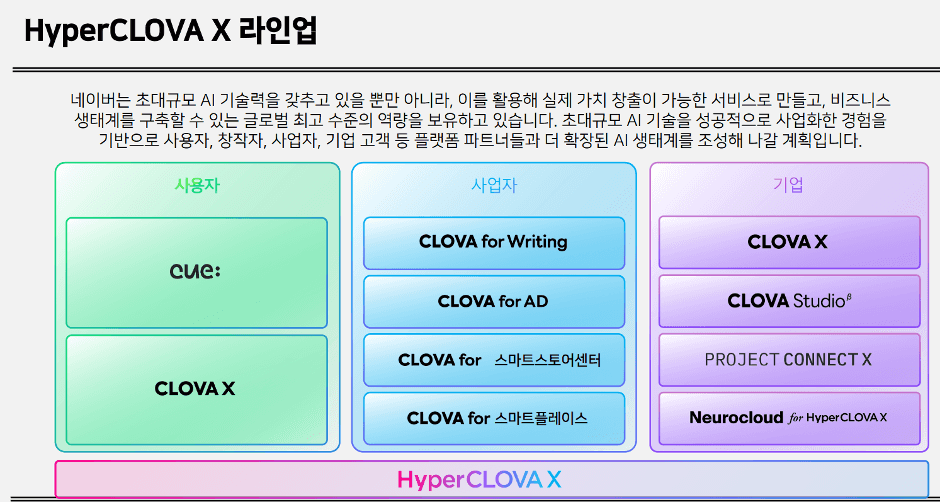 HyperCLOVA X 라인업
네이버는 초대규모 AI 기술력을 갖추고 있을 뿐만 아니라, 이를 활용해 실제 가치 창출이 가능한 서비스로 만들고, 비즈니스
생태계를 구축할 수 있는 글로벌 최고 수준의 역량을 보유하고 있습니다. 초대규모 AI 기술을 성공적으로 사업화한 경험을
기반으로 사용자, 창작자, 사업자, 기업 고객 등 플랫폼 파트너들과 더 확장된 AI 생태계를 조성해 나갈 계획입니다.
사용자
cue:
CLOVA X
사업자
CLOVA for Writing
CLOVA for AD
CLOVA for 스마트스토어센터
CLOVA for 스마트플레이스
기업
CLOVA X
CLOVA Studio β
PROJECT CONNECT X
Neurocloud for HyperCLOVA X
HyperCLOVA X